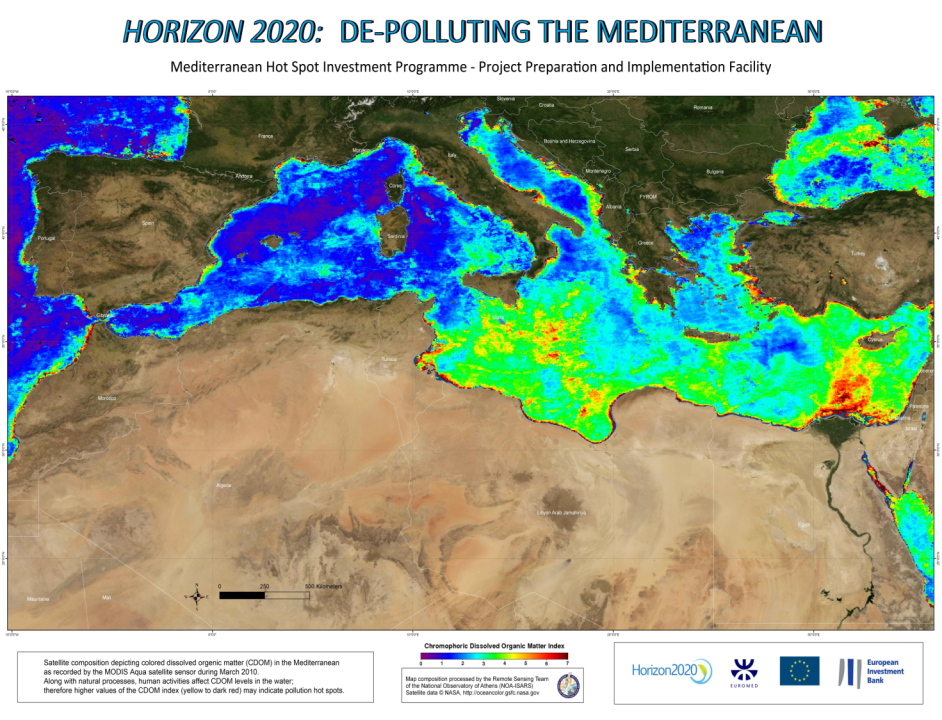 HORIZON 2020: DE-POLLUTING THE MEDITERRANEAN
Mediterranean Hot Spot Investment Programme - Project Preparation and Implementation Facility
Slovenia
Croatia
Romania
France
Bosnia and Herzegovina
Serbia
Monaco
Italy
Andorra
Montenegro
Bulgaria
Corse
Albania
FYROM
Spain
Portugal
Sardinia
Greece
Turkey
Gibraltar
Cyprus
Tunisia
Morocco
Palestine
Israel
Algeria
Libyan Arab Jamahiriya
Egypt
Mauritania
Mali
N
W
E
S
0 250 500 Kilometers
Chromophoric Dissolved Organic Matter Index
0 1 2 3 4 5 6 7
Satellite composition depicting colored dissolved orgenic matter (CDOM) in the Mediterranean
as recorded by the MODIS Aqua satellite sensor during March 2010.
Along with natural processes, human activities affect CDOM levels in the water;
therefore higher values of the CDOM index (yellow to dark red) may indicate pollution hot spots.
Map composition processed by the Remote Sensing Team
of the National Observatory of Athens (NOA-ISARS)
Satellite data © NASA, http://oceancolor.gsfc.nasa.gov
Horizon2020
EUROMED
European
Investment
Bank